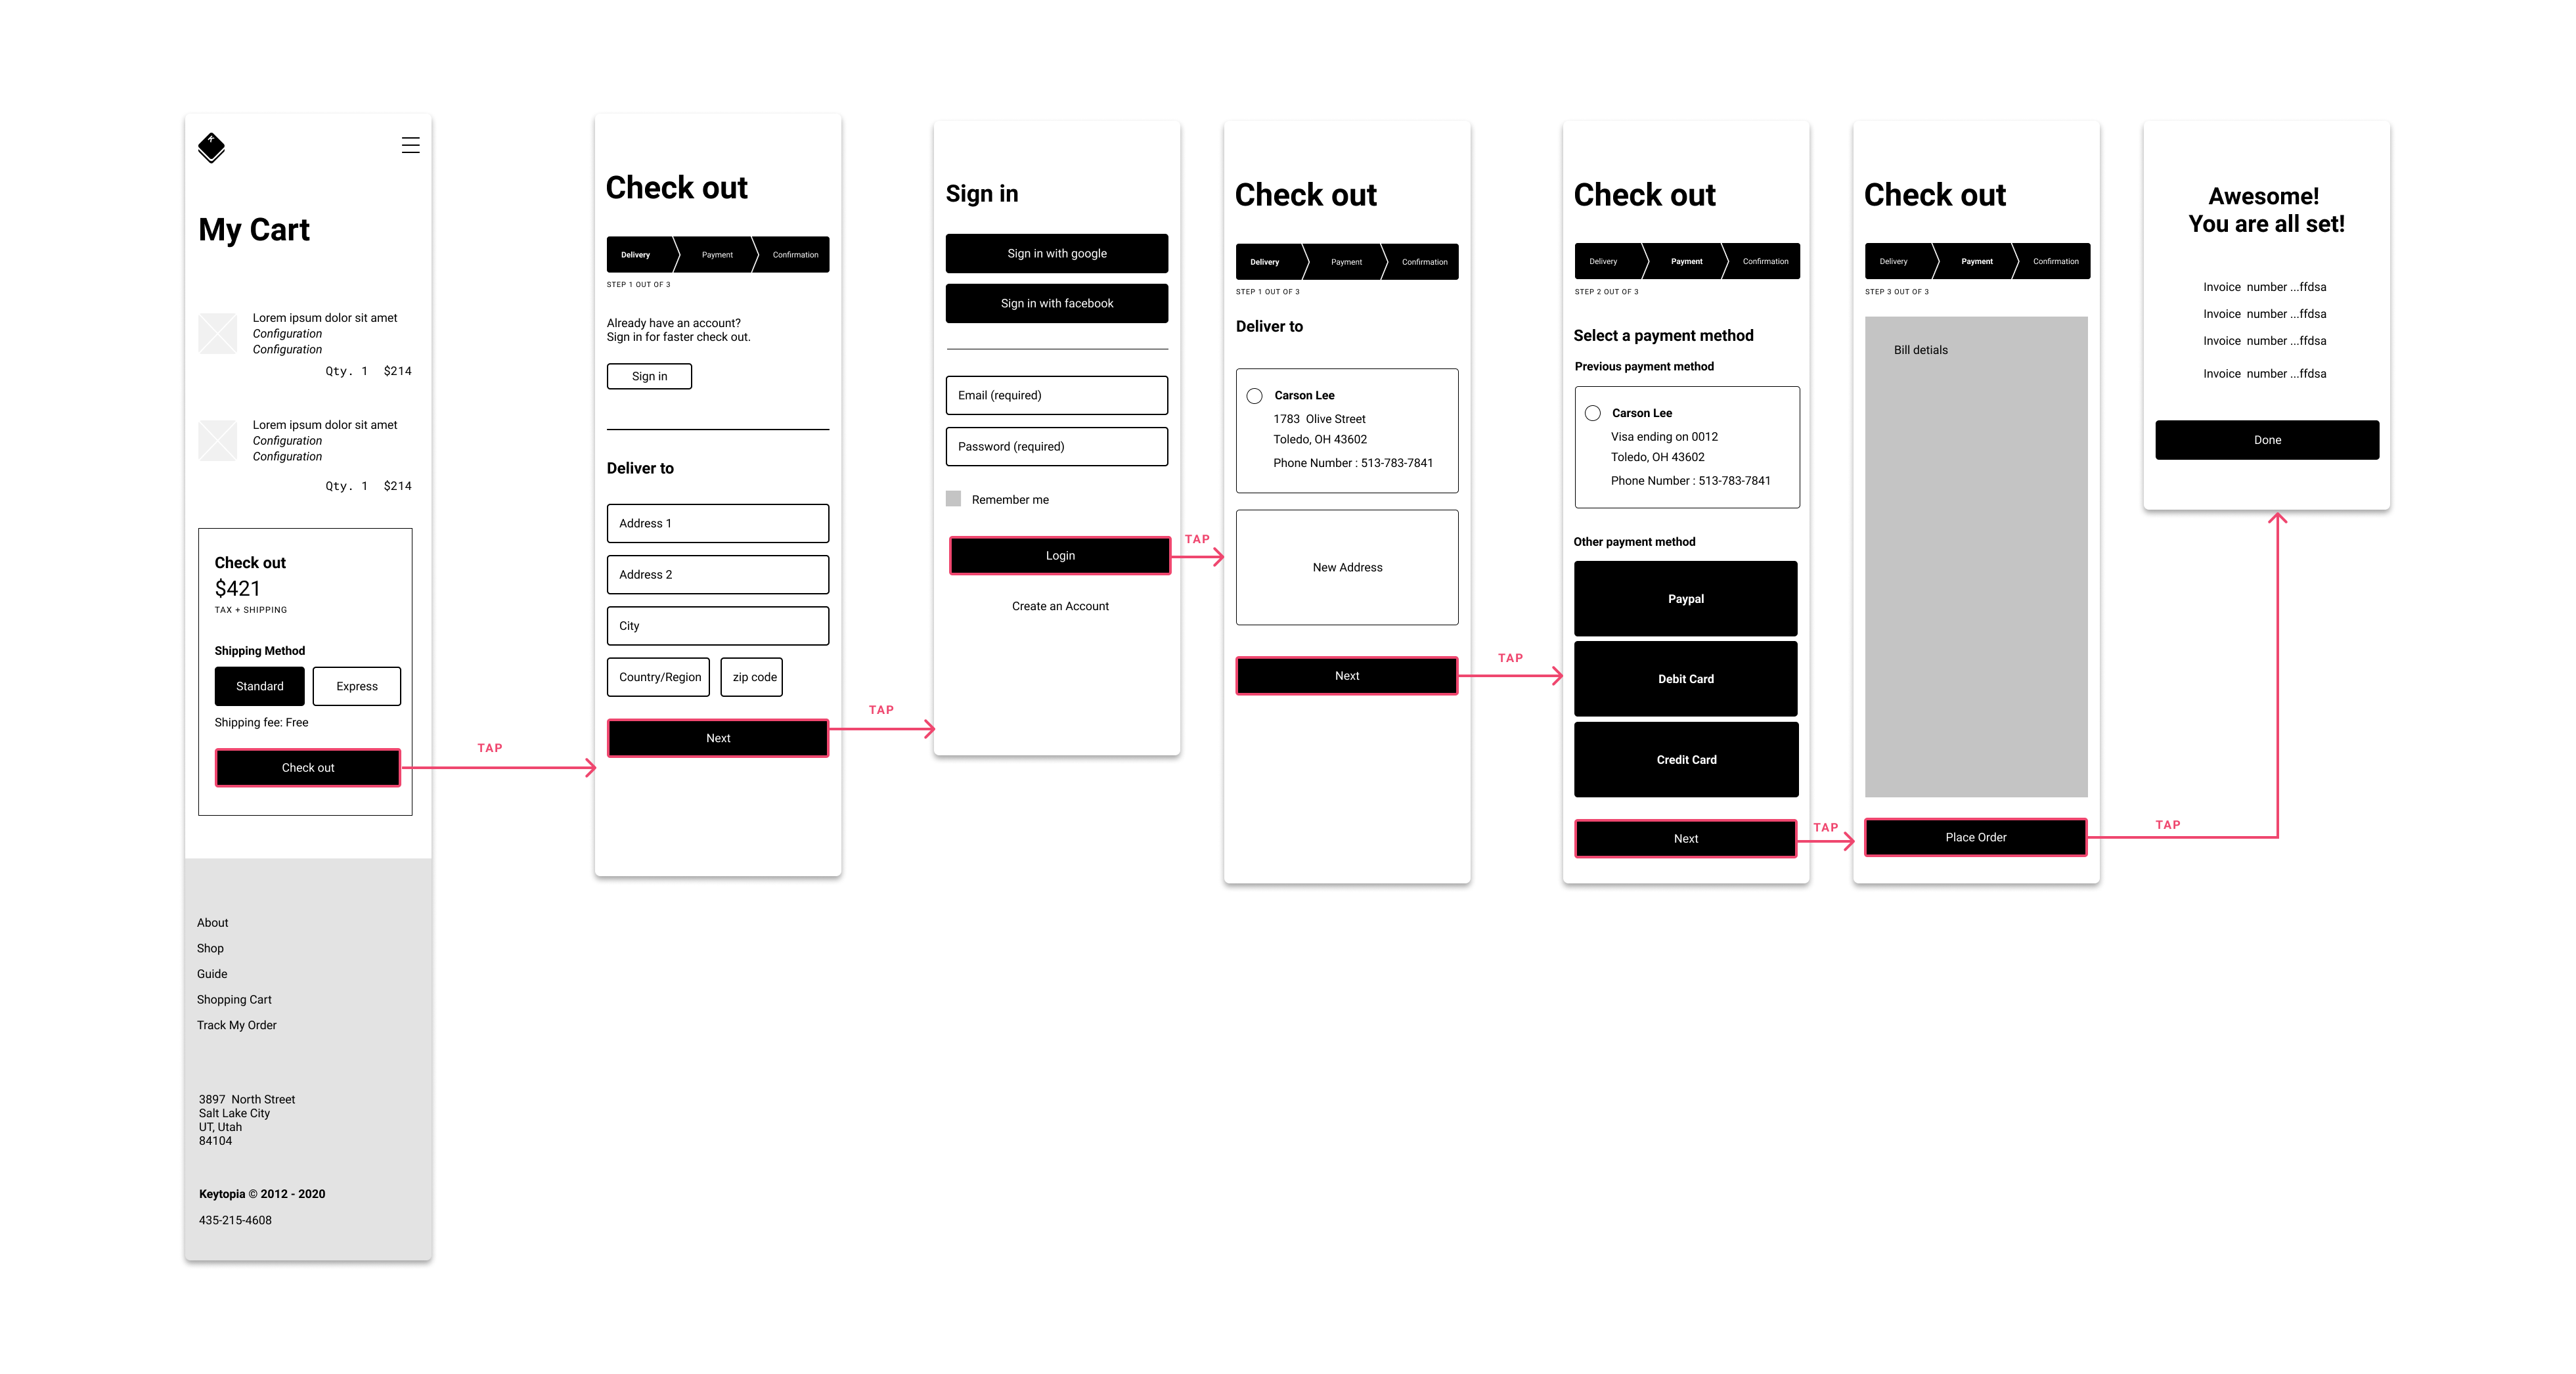 My Cart
Lorem ipsum dolor sit amet
Configuration
Configuration
Qty. 1 $214
Lorem ipsum dolor sit amet
Configuration
Configuration
Qty. 1 $214
Check out
$421
TAX + SHIPPING
Shipping Method
Standard Express
Shipping fee: Free
Check out
About
Shop
Guide
Shopping Cart
Track My Order
3897 North Street
Salt Lake City
UT, Utah
84104
Keytopia © 2012 - 2020
435-215-4608
TAP
Check out
Delivery Payment Confirmation
STEP 1 OUT OF 3
Already have an account?
Sign in for faster check out.
Sign in
Deliver to
Address 1
Address 2
City
Country/Region zip code
Next
TAP
Sign in
Sign in with google
Sign in with facebook
Email (required)
Password (required)
Remember me
Login
Create an Account
TAP
Check out
Delivery Payment Confirmation
STEP 1 OUT OF 3
Deliver to
Carson Lee
1783 Olive Street
Toledo, OH 43602
Phone Number : 513-783-7841
New Address
Next
TAP
Check out
Delivery Payment Confirmation
STEP 2 OUT OF 3
Select a payment method
Previous payment method
Carson Lee
Visa ending on 0012
Toledo, OH 43602
Phone Number : 513-783-7841
Other payment method
Paypal
Debit Card
Credit Card
Next
TAP
Check out
Delivery Payment Confirmation
STEP 3 OUT OF 3
Bill detials
Place Order
TAP
Awesome!
You are all set!
Invoice number ...ffdsa
Invoice number ...ffdsa
Invoice number ...ffdsa
Invoice number ...ffdsa
Done